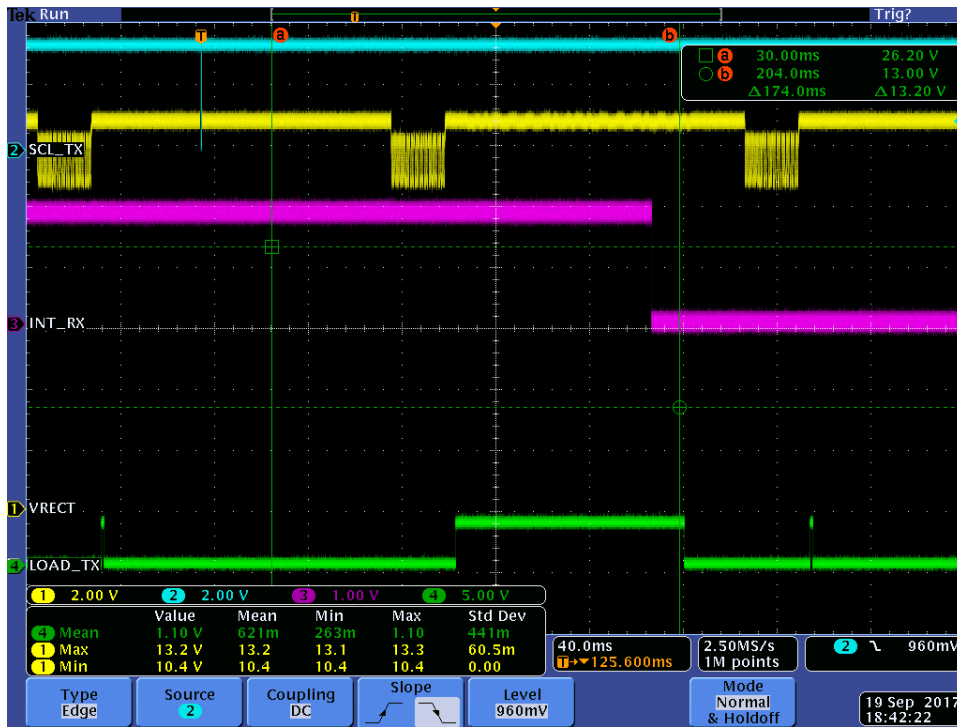 Tek Run Trig?
T
T a b
a 30.00ms 26.20 V
b 204.0ms 13.00 V
Δ174.0ms Δ13.20 V
2 SCL_TX
3 INT_RX
1 VRECT
4 LOAD_TX
1 2.00 V 2 2.00 V 3 1.00 V 4 5.00 V
Value Mean Min Max Std Dev
4 Mean 1.10 V 621m 263m 1.10 441m
1 Max 13.2 V 13.2 13.1 13.3 60.5m
1 Min 10.4 V 10.4 10.4 10.4 0.00
40.0ms
T→▼125.600ms
2.50MS/s
1M points
2 960mV
Type
Edge
Source
2
Coupling
DC
Slope
Level
960mV
Mode
Normal
& Holdoff
19 Sep 2017
18:42:22